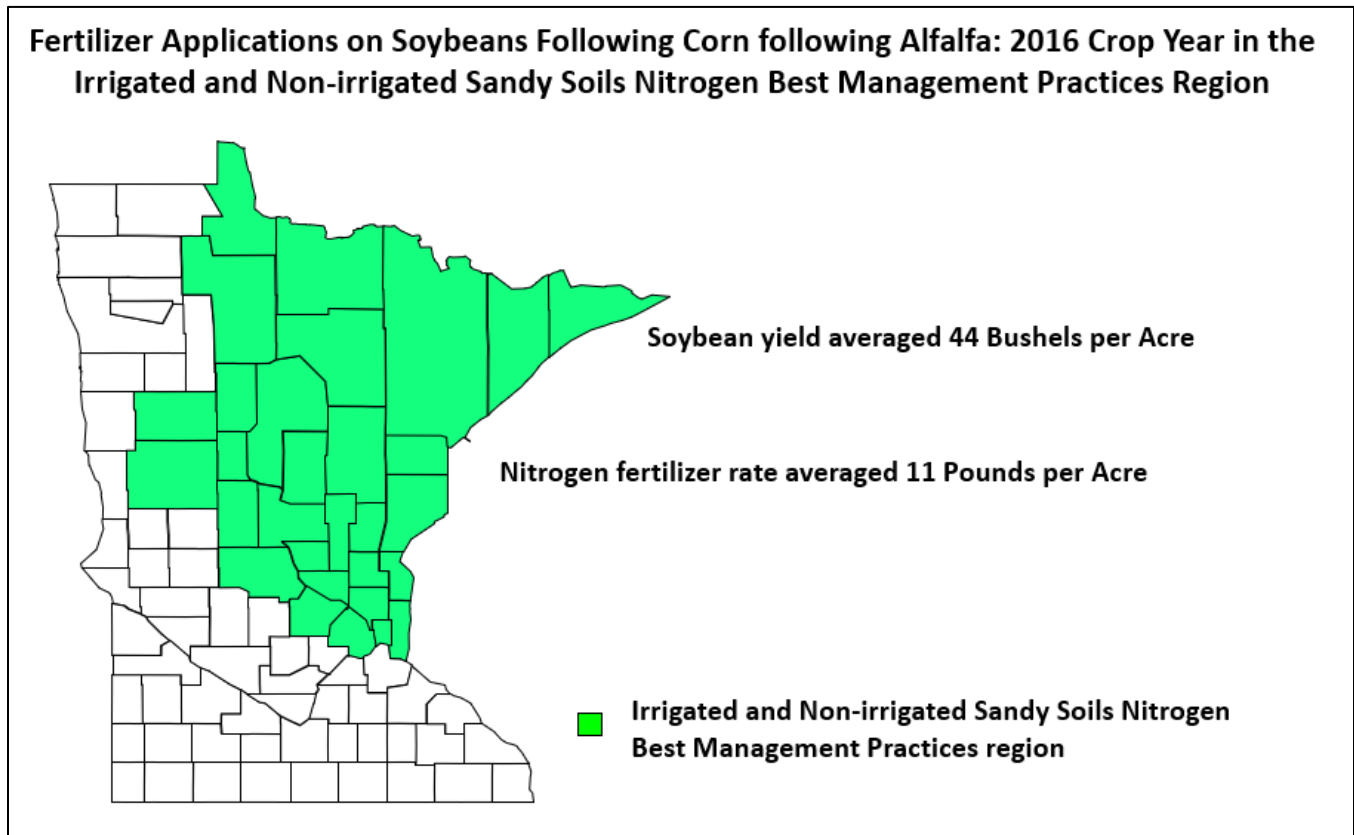 Fertilizer Applications on Soybeans Following Corn following Alfalfa: 2016 Crop Year in the
Irrigated and Non-irrigated Sandy Soils Nitrogen Best Management Practices Region
Soybean yield averaged 44 Bushels per Acre
Nitrogen fertilizer rate averaged 11 Pounds per Acre
Irrigated and Non-irrigated Sandy Soils Nitrogen
Best Management Practices region